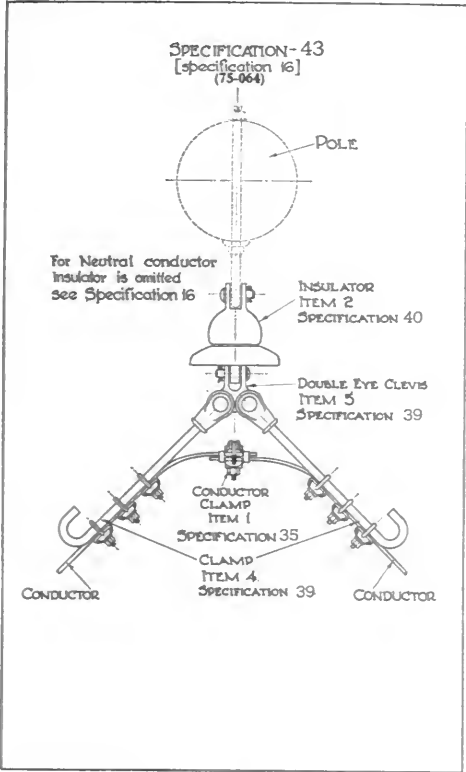 SPECIFICATION-43
[specification 16]
(75-064)
POLE
For Neutral conductor
Insulator is omitted
see Specification 16
INSULATOR
ITEM 2
SPECIFICATION 40
DOUBLE EYE CLEVIS
ITEM 5
SPECIFICATION 39
CONDUCTOR
CLAMP
ITEM 1
SPECIFICATION 35
CLAMP
ITEM 4.
SPECIFICATION 39
CONDUCTOR
CONDUCTOR